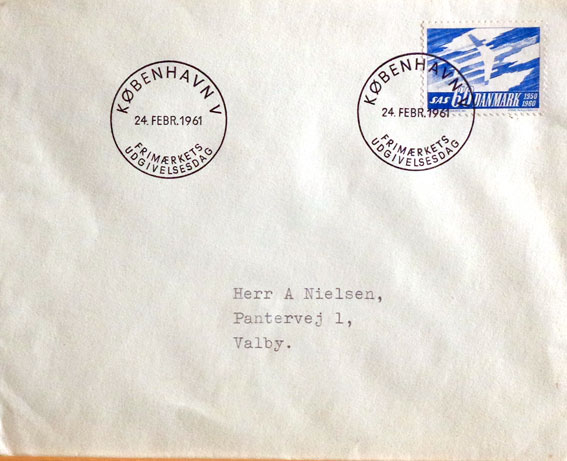 KØBENHAVN V
24. FEBR. 1961
FRIMÆRKETS
UDGIVELSESDAG
KØBENHAVN V
24. FEBR. 1961
FRIMÆRKETS
UDGIVELSESDAG
SAS 60 DANMARK 1950
1960
Herr A Nielsen,
Pantervej 1,
Valby.